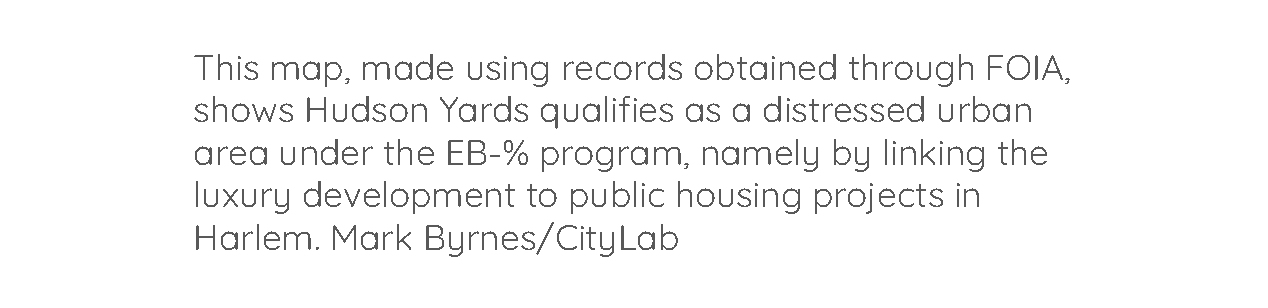 This map, made using records obtained through FOIA,
shows Hudson Yards qualifies as a distressed urban
area under the EB-% program, namely by linking the
luxury development to public housing projects in
Harlem. Mark Byrnes/CityLab